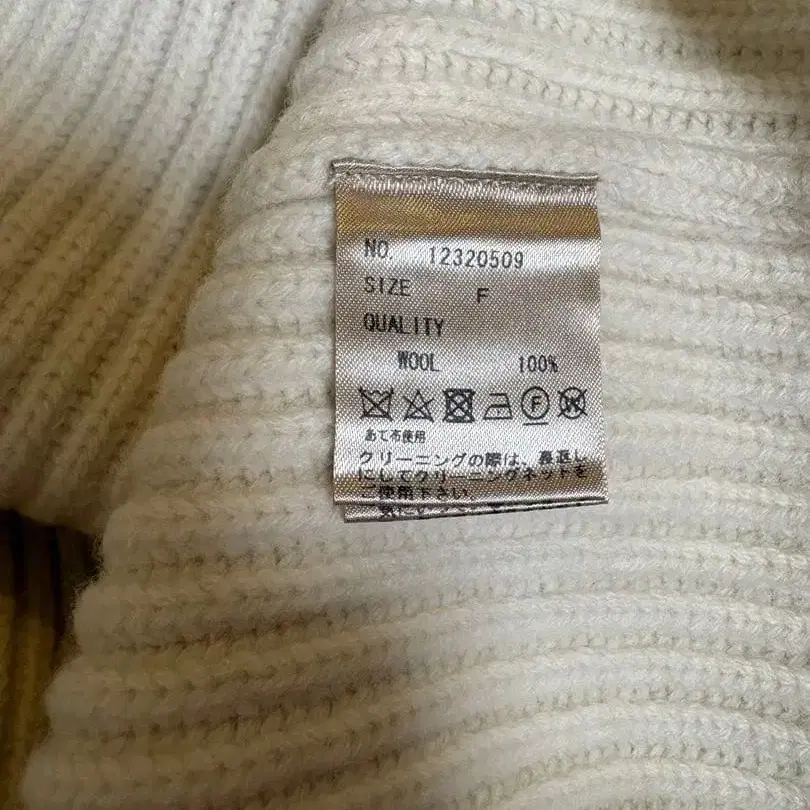 NO. 12320509
SIZE F
QUALITY
WOOL 100%
F W
あて布使用
クリーニングの際は、裏返し
にしてクリーニングネットを
ご使用下さい。